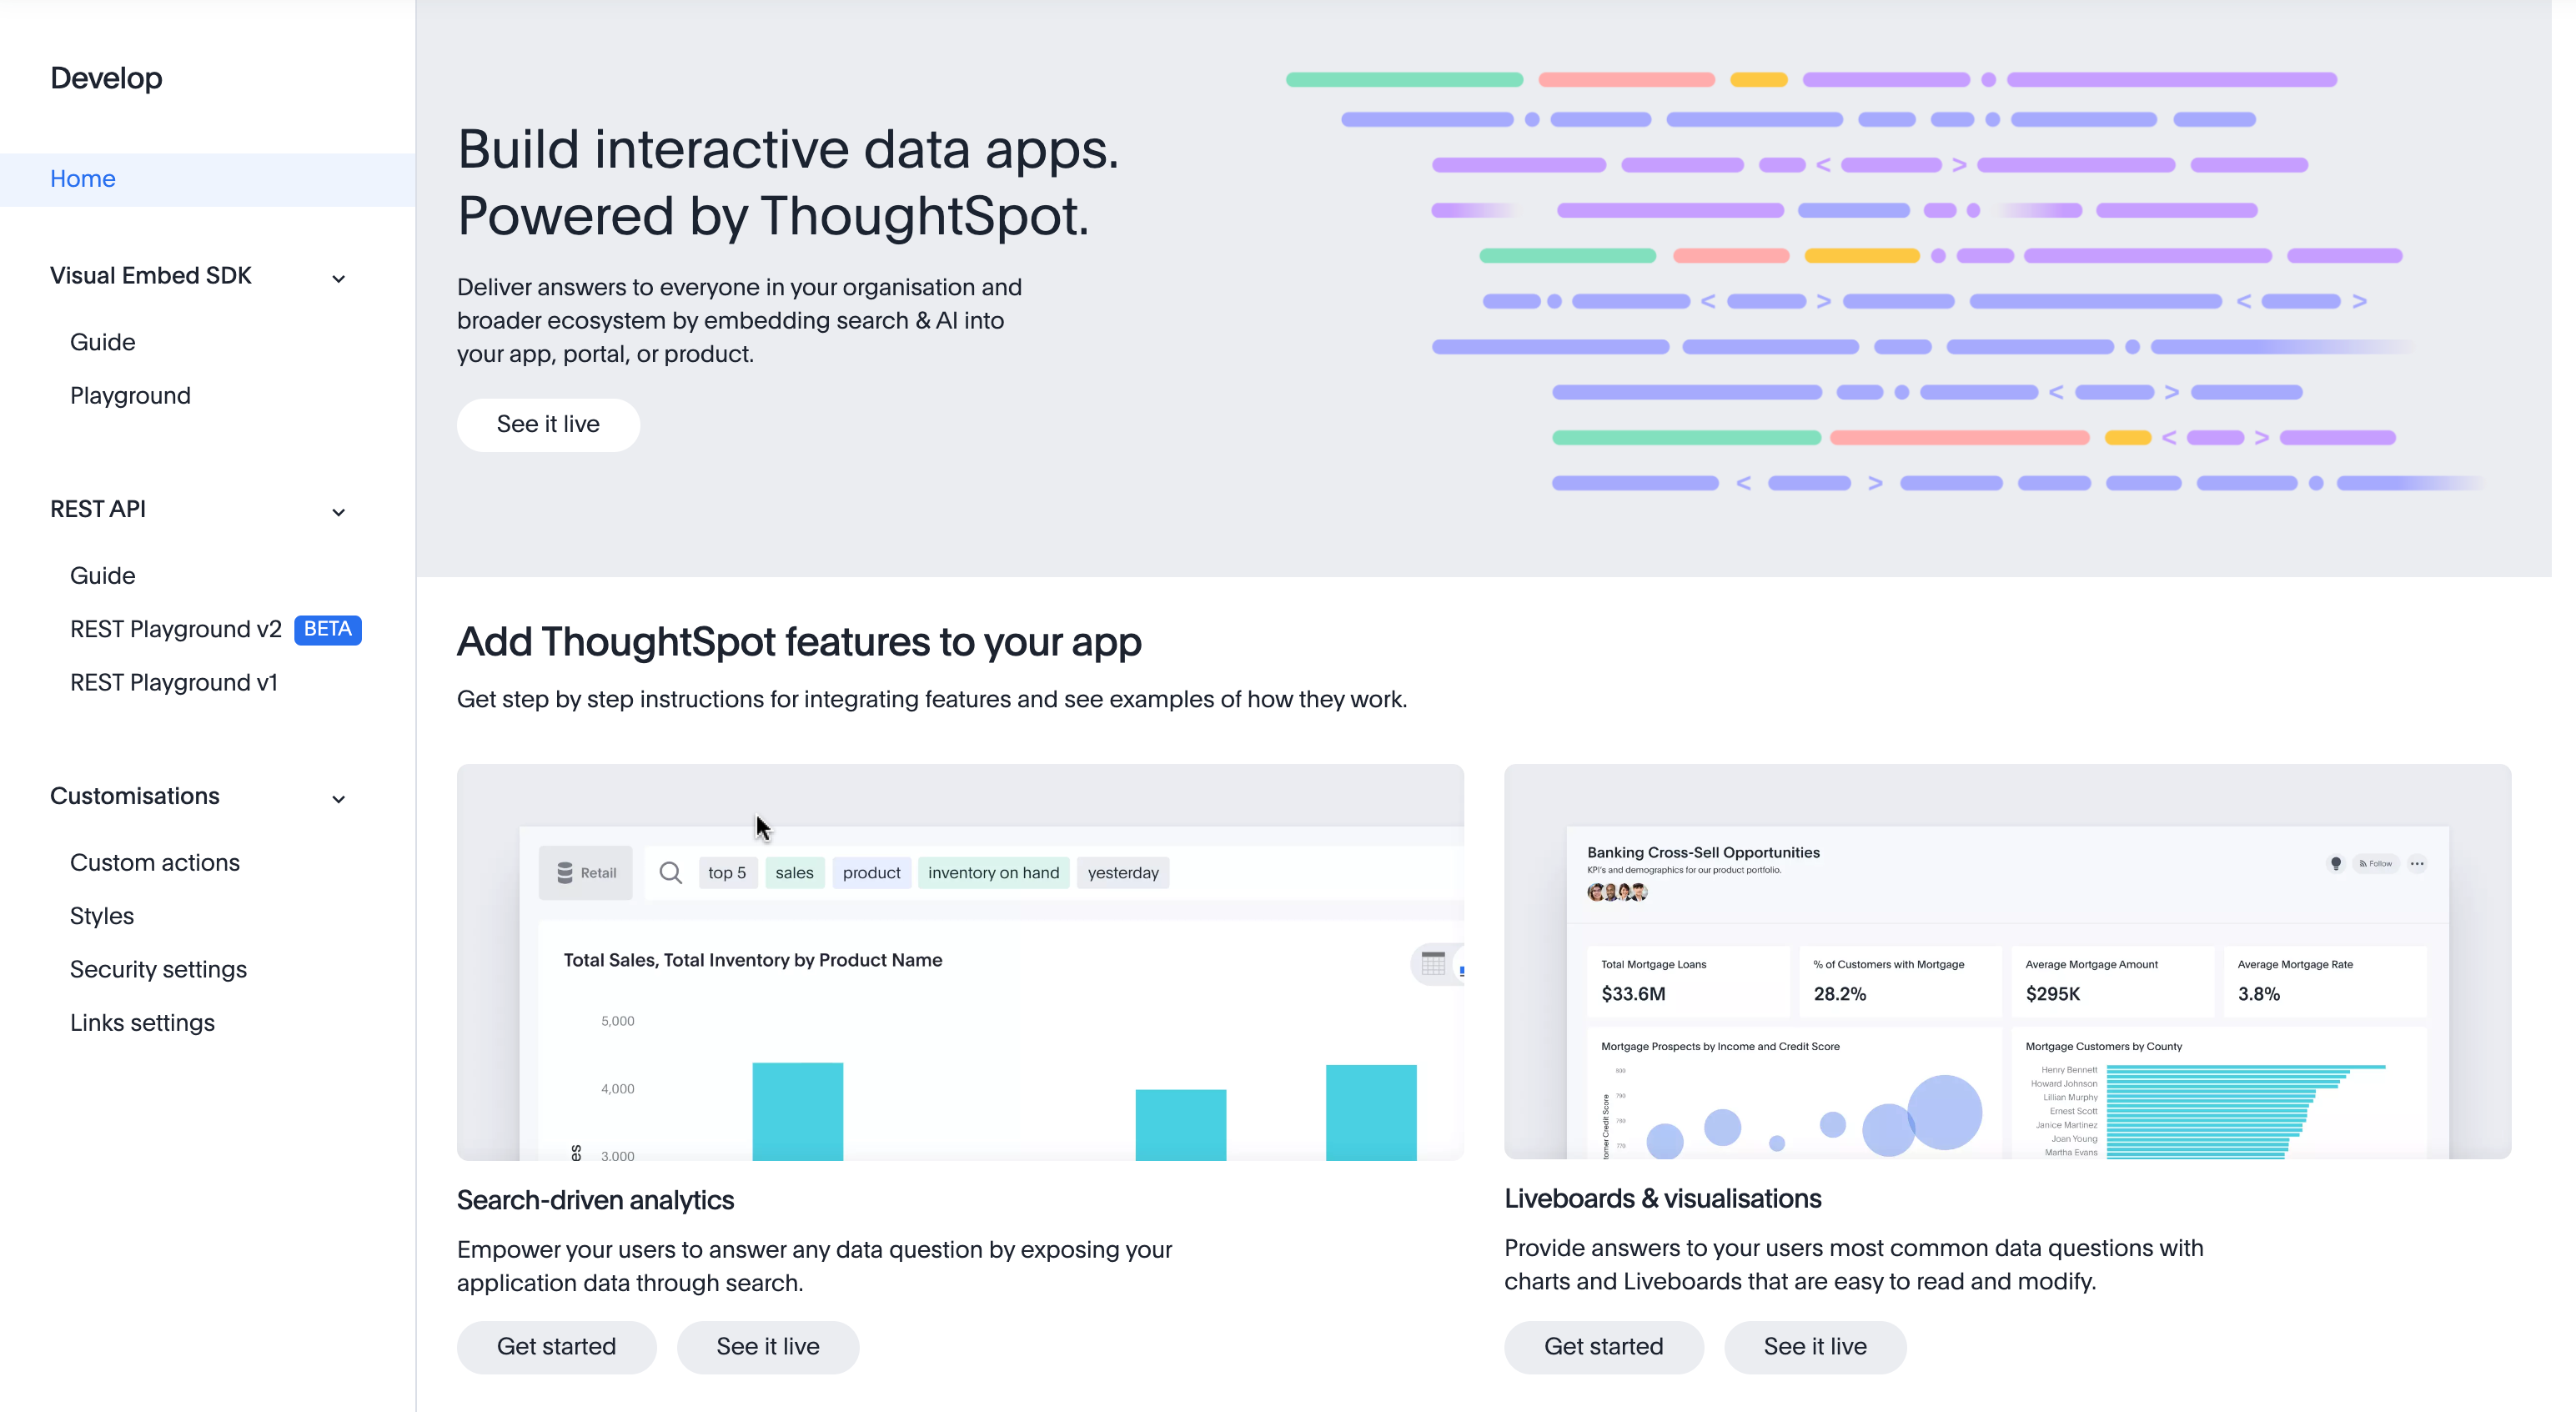 Develop
Home
Visual Embed SDK
Guide
Playground
REST API
Guide
REST Playground v2 BETA
REST Playground v1
Customisations
Custom actions
Styles
Security settings
Links settings
Build interactive data apps.
Powered by ThoughtSpot.
Deliver answers to everyone in your organisation and
broader ecosystem by embedding search & AI into
your app, portal, or product.
See it live
Add ThoughtSpot features to your app
Get step by step instructions for integrating features and see examples of how they work.
Retail top 5 sales product inventory on hand yesterday
Total Sales, Total Inventory by Product Name
5,000
4,000
3,000
es
Search-driven analytics
Empower your users to answer any data question by exposing your
application data through search.
Get started See it live
Banking Cross-Sell Opportunities
KPI's and demographics for our product portfolio.
Follow
Total Mortgage Loans
$33.6M
% of Customers with Mortgage
28.2%
Average Mortgage Amount
$295K
Average Mortgage Rate
3.8%
Mortgage Prospects by Income and Credit Score
tomer Credit Score
Mortgage Customers by County
Henry Bennett
Howard Johnson
Lillian Murphy
Ernest Scott
Janice Martinez
Joan Young
Martha Evans
Liveboards & visualisations
Provide answers to your users most common data questions with
charts and Liveboards that are easy to read and modify.
Get started See it live